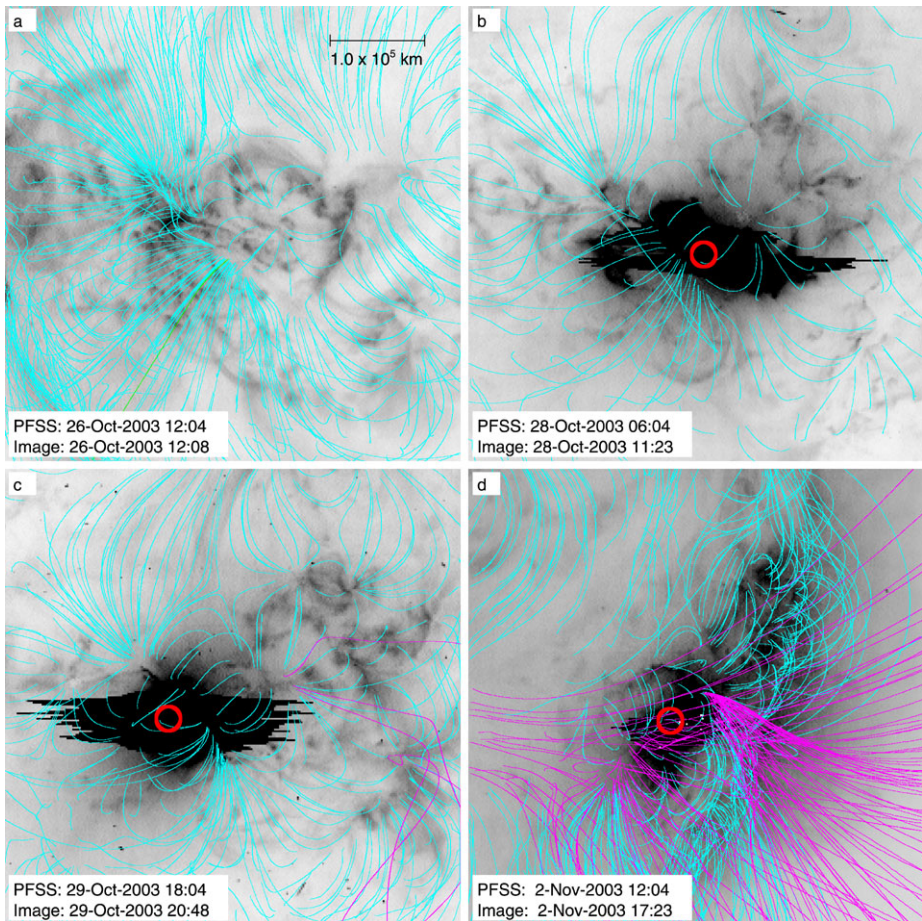 a
1.0 x 10⁵ km
PFSS: 26-Oct-2003 12:04
Image: 26-Oct-2003 12:08
b
PFSS: 28-Oct-2003 06:04
Image: 28-Oct-2003 11:23
c
PFSS: 29-Oct-2003 18:04
Image: 29-Oct-2003 20:48
d
PFSS: 2-Nov-2003 12:04
Image: 2-Nov-2003 17:23